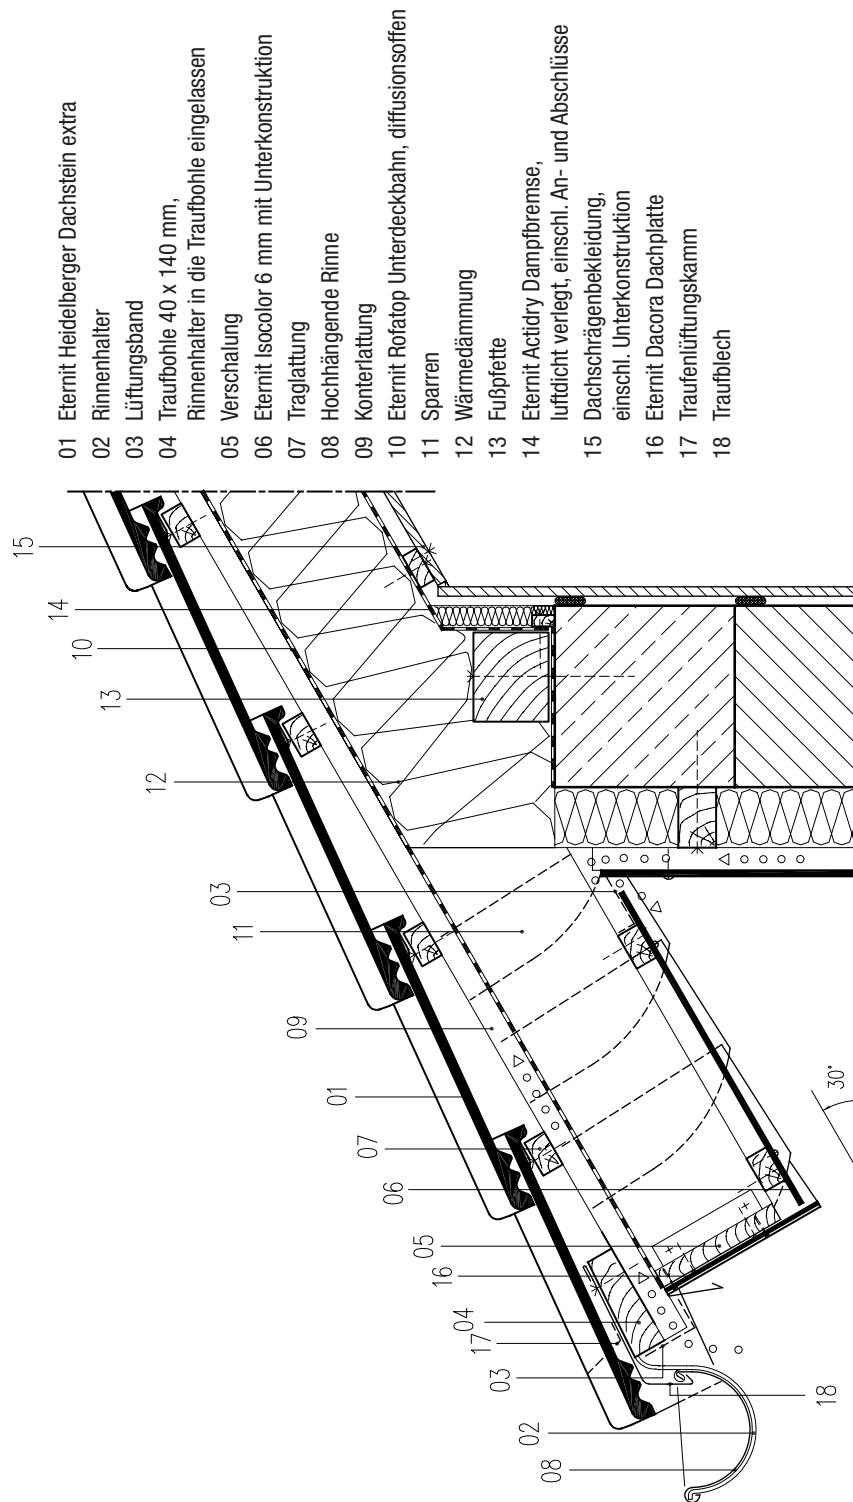 01 Eternit Heidelberger Dachstein extra
02 Rinnenhalter
03 Lüftungsband
04 Traufbohle 40 x 140 mm,
Rinnenhalter in die Traufbohle eingelassen
05 Verschalung
06 Eternit Isocolor 6 mm mit Unterkonstruktion
07 Traglattung
08 Hochhängende Rinne
09 Konterlattung
10 Eternit Rofatop Unterdeckbahn, diffusionsoffen
11 Sparren
12 Wärmedämmung
13 Fußpfette
14 Eternit Actidry Dampfbremse,
luftdicht verlegt, einschl. An- und Abschlüsse
15 Dachschrägenbekleidung,
einschl. Unterkonstruktion
16 Eternit Dacora Dachplatte
17 Traufenlüftungskamm
18 Traufblech
15
14
10
13
12
03
11
09
01
07
06
05
16
04
17
03
02
08
18
30°